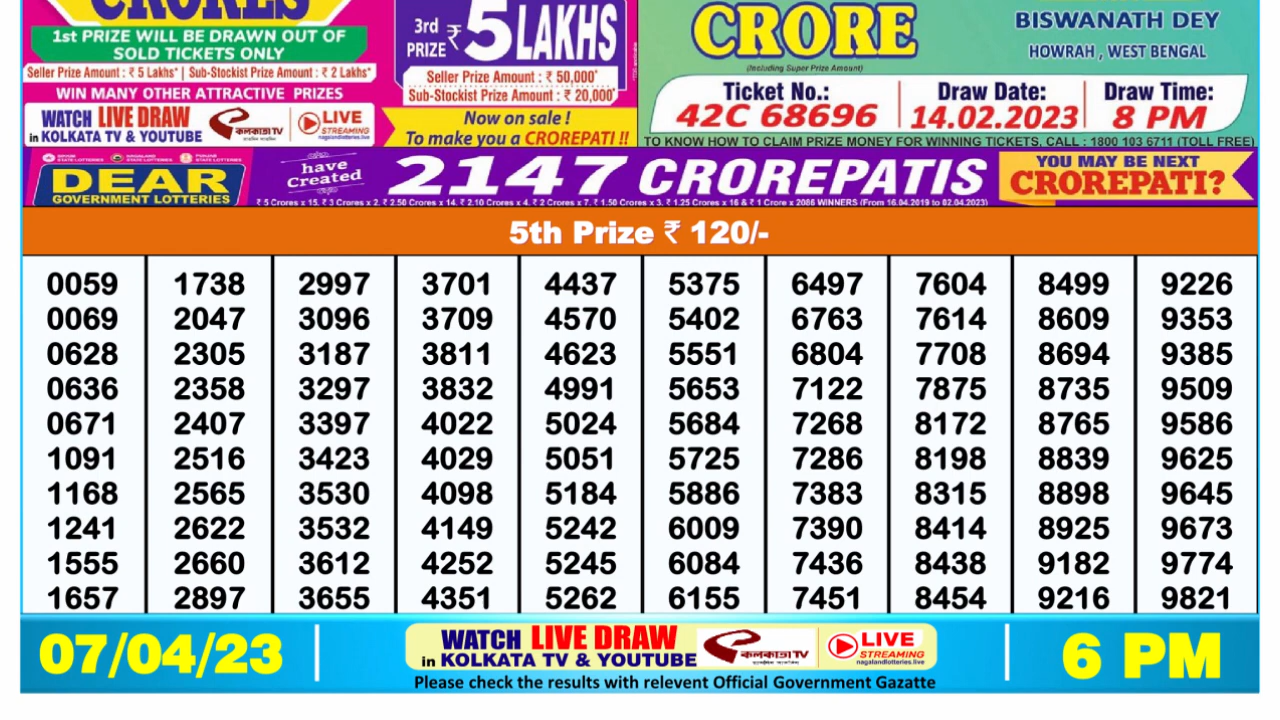 CRORES
1st PRIZE WILL BE DRAWN OUT OF
SOLD TICKETS ONLY
Seller Prize Amount : ₹ 5 Lakhs* | Sub-Stockist Prize Amount : ₹ 2 Lakhs*
WIN MANY OTHER ATTRACTIVE PRIZES
WATCH LIVE DRAW
in KOLKATA TV & YOUTUBE
কলকাতা TV
LIVE
STREAMING
nagalandlotteries.live
3rd
PRIZE ₹ 5 LAKHS
Seller Prize Amount : ₹ 50,000*
Sub-Stockist Prize Amount : ₹ 20,000*
Now on sale !
To make you a CROREPATI !!
CRORE
(Including Super Prize Amount)
BISWANATH DEY
HOWRAH , WEST BENGAL
Ticket No.: Draw Date: Draw Time:
42C 68696 14.02.2023 8 PM
TO KNOW HOW TO CLAIM PRIZE MONEY FOR WINNING TICKETS, CALL : 1800 103 6711 (TOLL FREE)
DEAR
GOVERNMENT LOTTERIES
have
Created
2147 CROREPATIS
YOU MAY BE NEXT
CROREPATI?
₹ 5 Crores x 15, ₹ 3 Crores x 2, ₹ 2.50 Crores x 14, ₹ 2.10 Crores x 4, ₹ 2 Crores x 7, ₹ 1.50 Crores x 3, ₹ 1.25 Crores x 16 & ₹ 1 Crore x 2086 WINNERS (From 16.04.2019 to 02.04.2023)
5th Prize ₹ 120/-
0059 1738 2997 3701 4437 5375 6497 7604 8499 9226
0069 2047 3096 3709 4570 5402 6763 7614 8609 9353
0628 2305 3187 3811 4623 5551 6804 7708 8694 9385
0636 2358 3297 3832 4991 5653 7122 7875 8735 9509
0671 2407 3397 4022 5024 5684 7268 8172 8765 9586
1091 2516 3423 4029 5051 5725 7286 8198 8839 9625
1168 2565 3530 4098 5184 5886 7383 8315 8898 9645
1241 2622 3532 4149 5242 6009 7390 8414 8925 9673
1555 2660 3612 4252 5245 6084 7436 8438 9182 9774
1657 2897 3655 4351 5262 6155 7451 8454 9216 9821
07/04/23
WATCH LIVE DRAW
in KOLKATA TV & YOUTUBE
কলকাতা TV
LIVE
STREAMING
nagalandlotteries.live
Please check the results with relevent Official Government Gazatte
6 PM